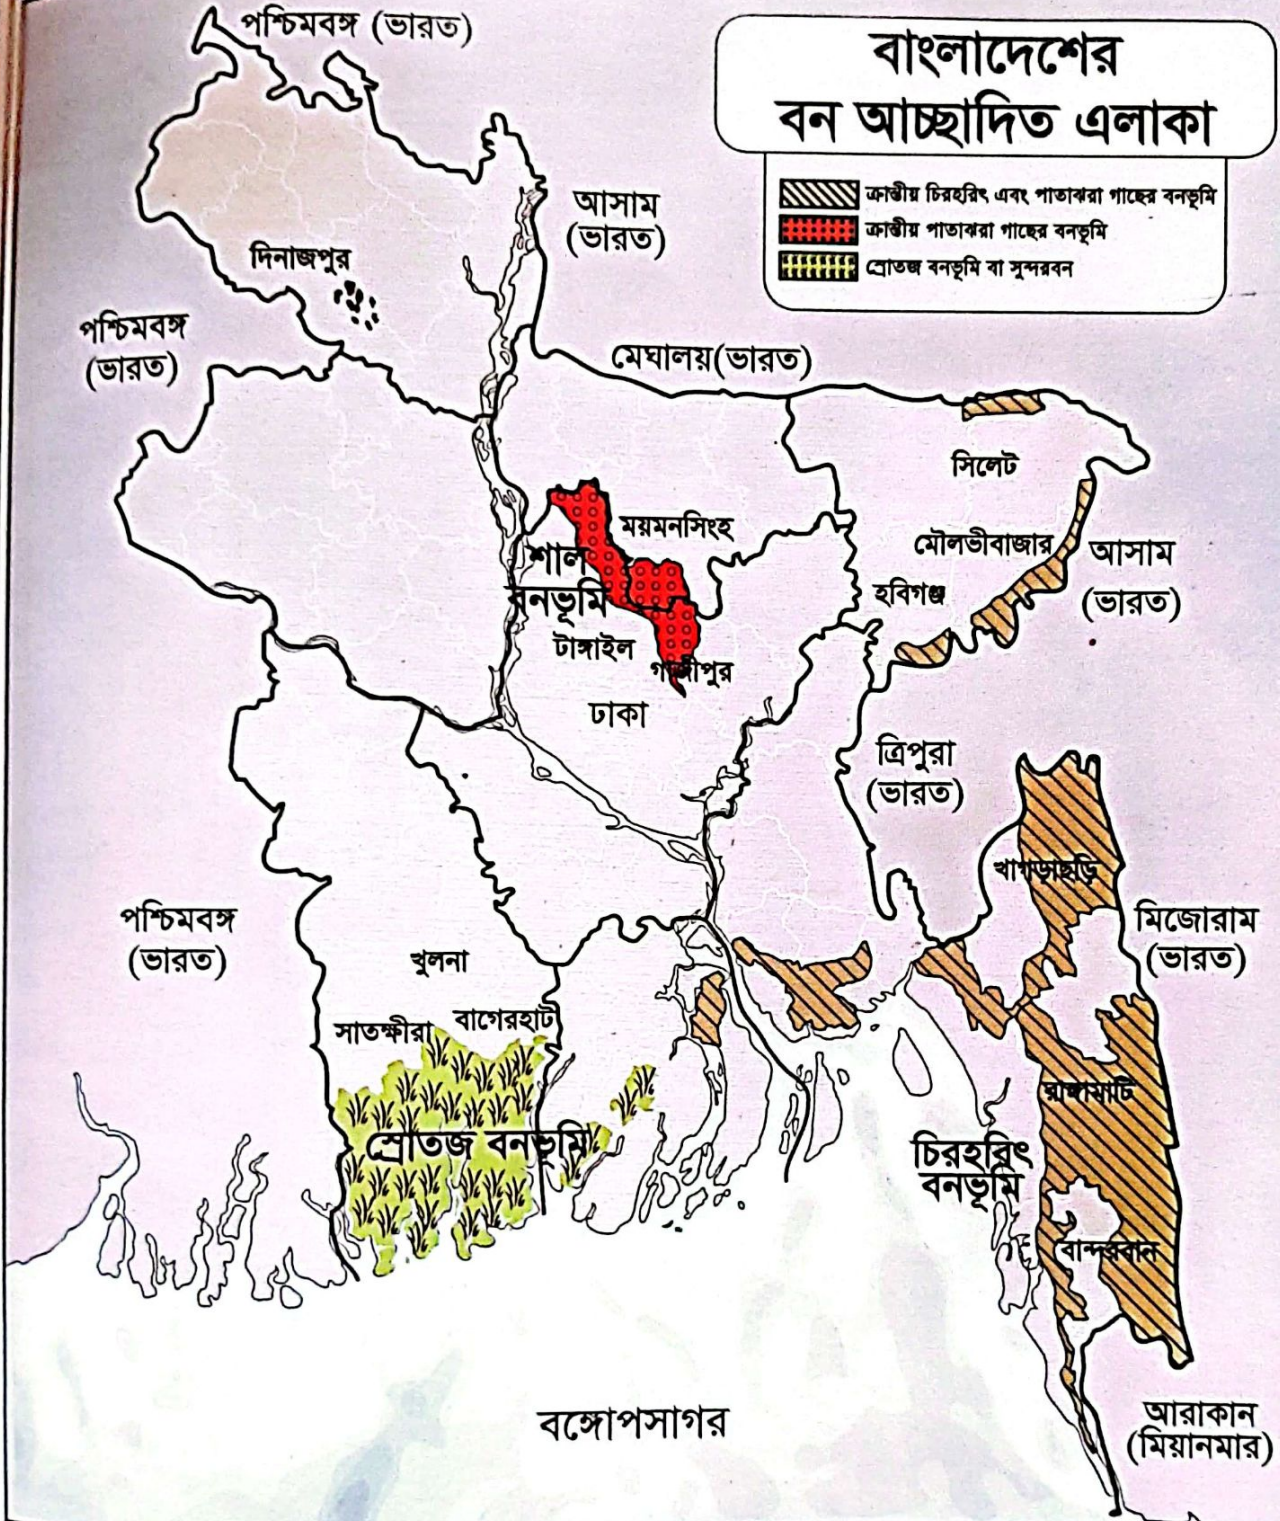 পশ্চিমবঙ্গ (ভারত)
বাংলাদেশের
বন আচ্ছাদিত এলাকা
ক্রান্তীয় চিরহরিৎ এবং পাতাঝরা গাছের বনভূমি
ক্রান্তীয় পাতাঝরা গাছের বনভূমি
স্রোতজ বনভূমি বা সুন্দরবন
আসাম
(ভারত)
দিনাজপুর
পশ্চিমবঙ্গ
(ভারত)
মেঘালয়(ভারত)
সিলেট
ময়মনসিংহ
শাল
বনভূমি
মৌলভীবাজার
আসাম
(ভারত)
হবিগঞ্জ
টাঙ্গাইল
গাজীপুর
ঢাকা
ত্রিপুরা
(ভারত)
খাগড়াছড়ি
মিজোরাম
(ভারত)
পশ্চিমবঙ্গ
(ভারত)
খুলনা
সাতক্ষীরা
বাগেরহাট
রাঙ্গামাটি
স্রোতজ বনভূমি
চিরহরিৎ
বনভূমি
বান্দরবান
বঙ্গোপসাগর
আরাকান
(মিয়ানমার)